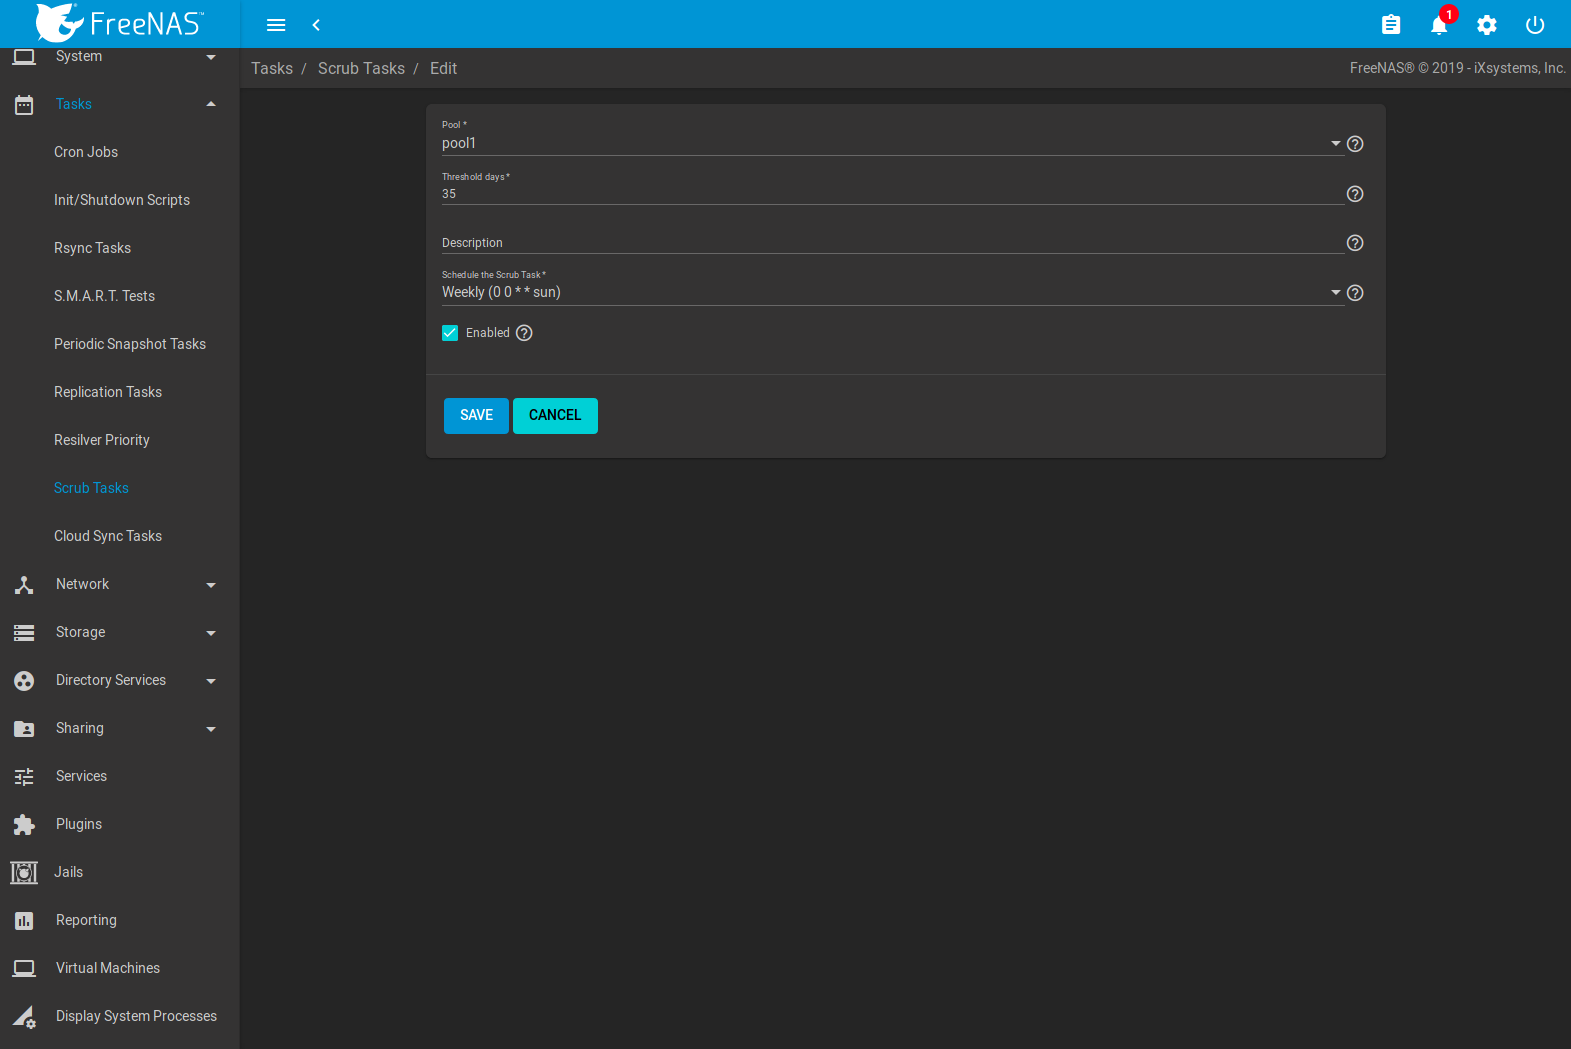 FreeNAS™
1
System
Tasks
Cron Jobs
Init/Shutdown Scripts
Rsync Tasks
S.M.A.R.T. Tests
Periodic Snapshot Tasks
Replication Tasks
Resilver Priority
Scrub Tasks
Cloud Sync Tasks
Network
Storage
Directory Services
Sharing
Services
Plugins
Jails
Reporting
Virtual Machines
Display System Processes
Tasks / Scrub Tasks / Edit
FreeNAS® © 2019 - iXsystems, Inc.
Pool *
pool1
Threshold days *
35
Description
Schedule the Scrub Task *
Weekly (0 0 * * sun)
Enabled
SAVE
CANCEL